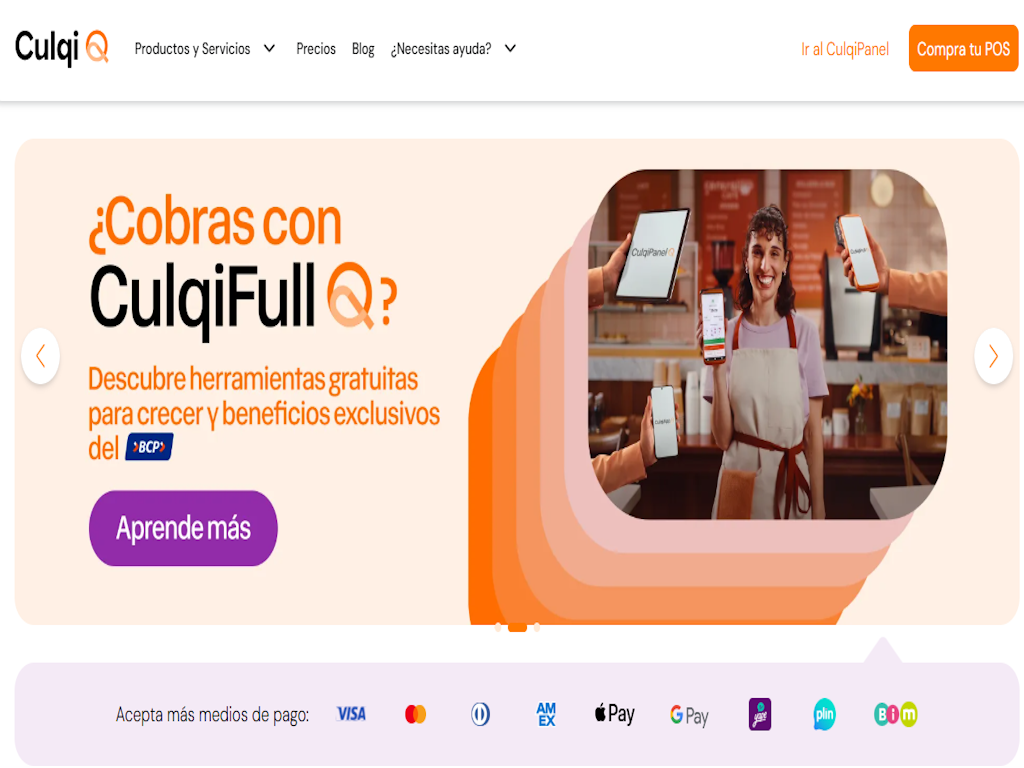 Culqi
Productos y Servicios
Precios
Blog
¿Necesitas ayuda?
Ir al CulqiPanel
Compra tu POS
¿Cobras con
CulqiFull ?
Descubre herramientas gratuitas
para crecer y beneficios exclusivos
del BCP
Aprende más
CulqiPanel
Acepta más medios de pago:
VISA
AM
EX
Pay
G Pay
yape
plin
Bim